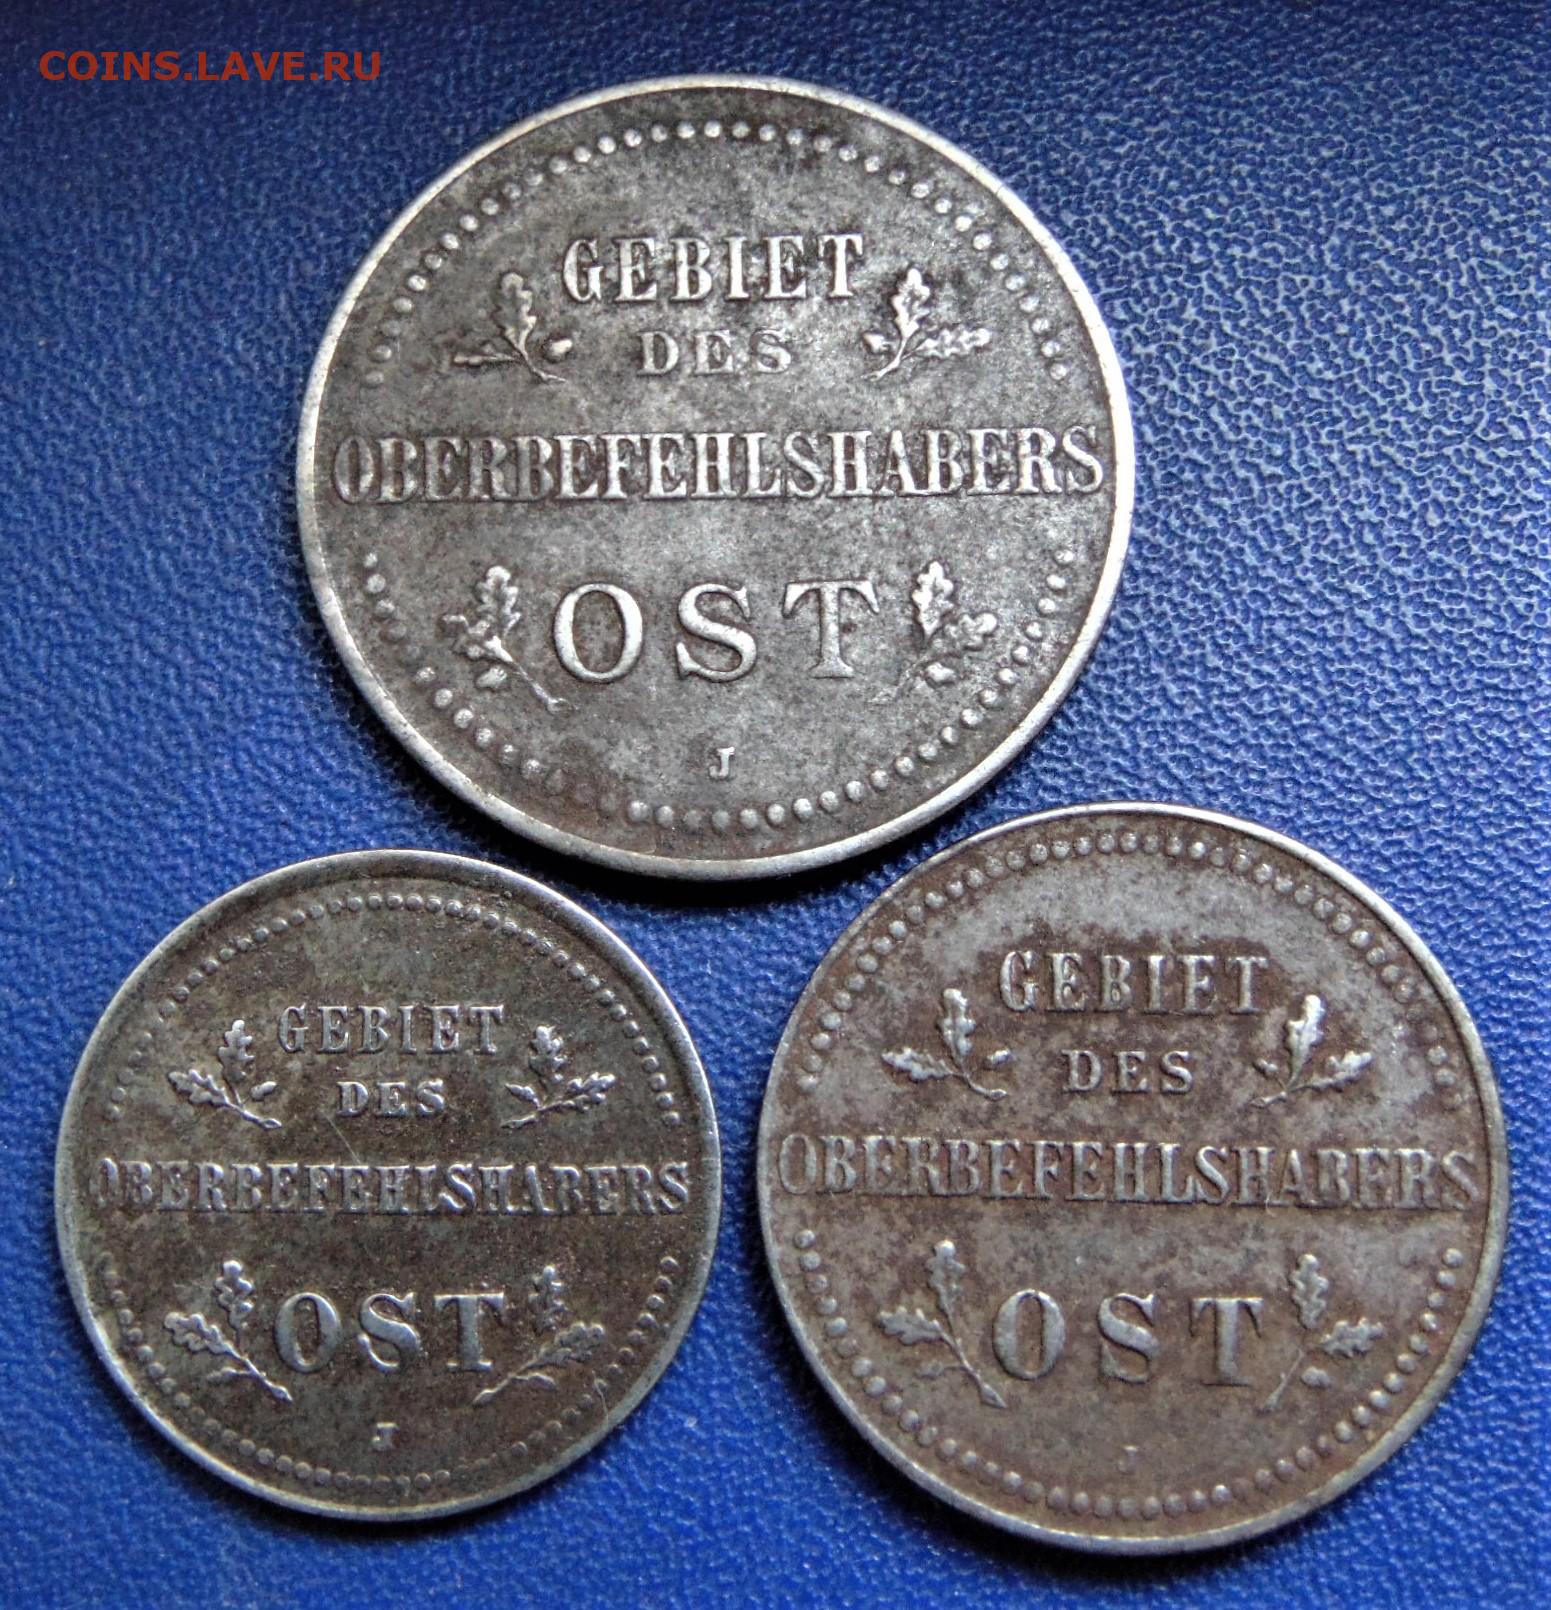 COINS.LAVE.RU
GEBIET
DES
OBERBEFEHLSHABERS
OST
J
GEBIET
DES
OBERBEFEHLSHABERS
OST
J
GEBIET
DES
OBERBEFEHLSHABERS
OST
J